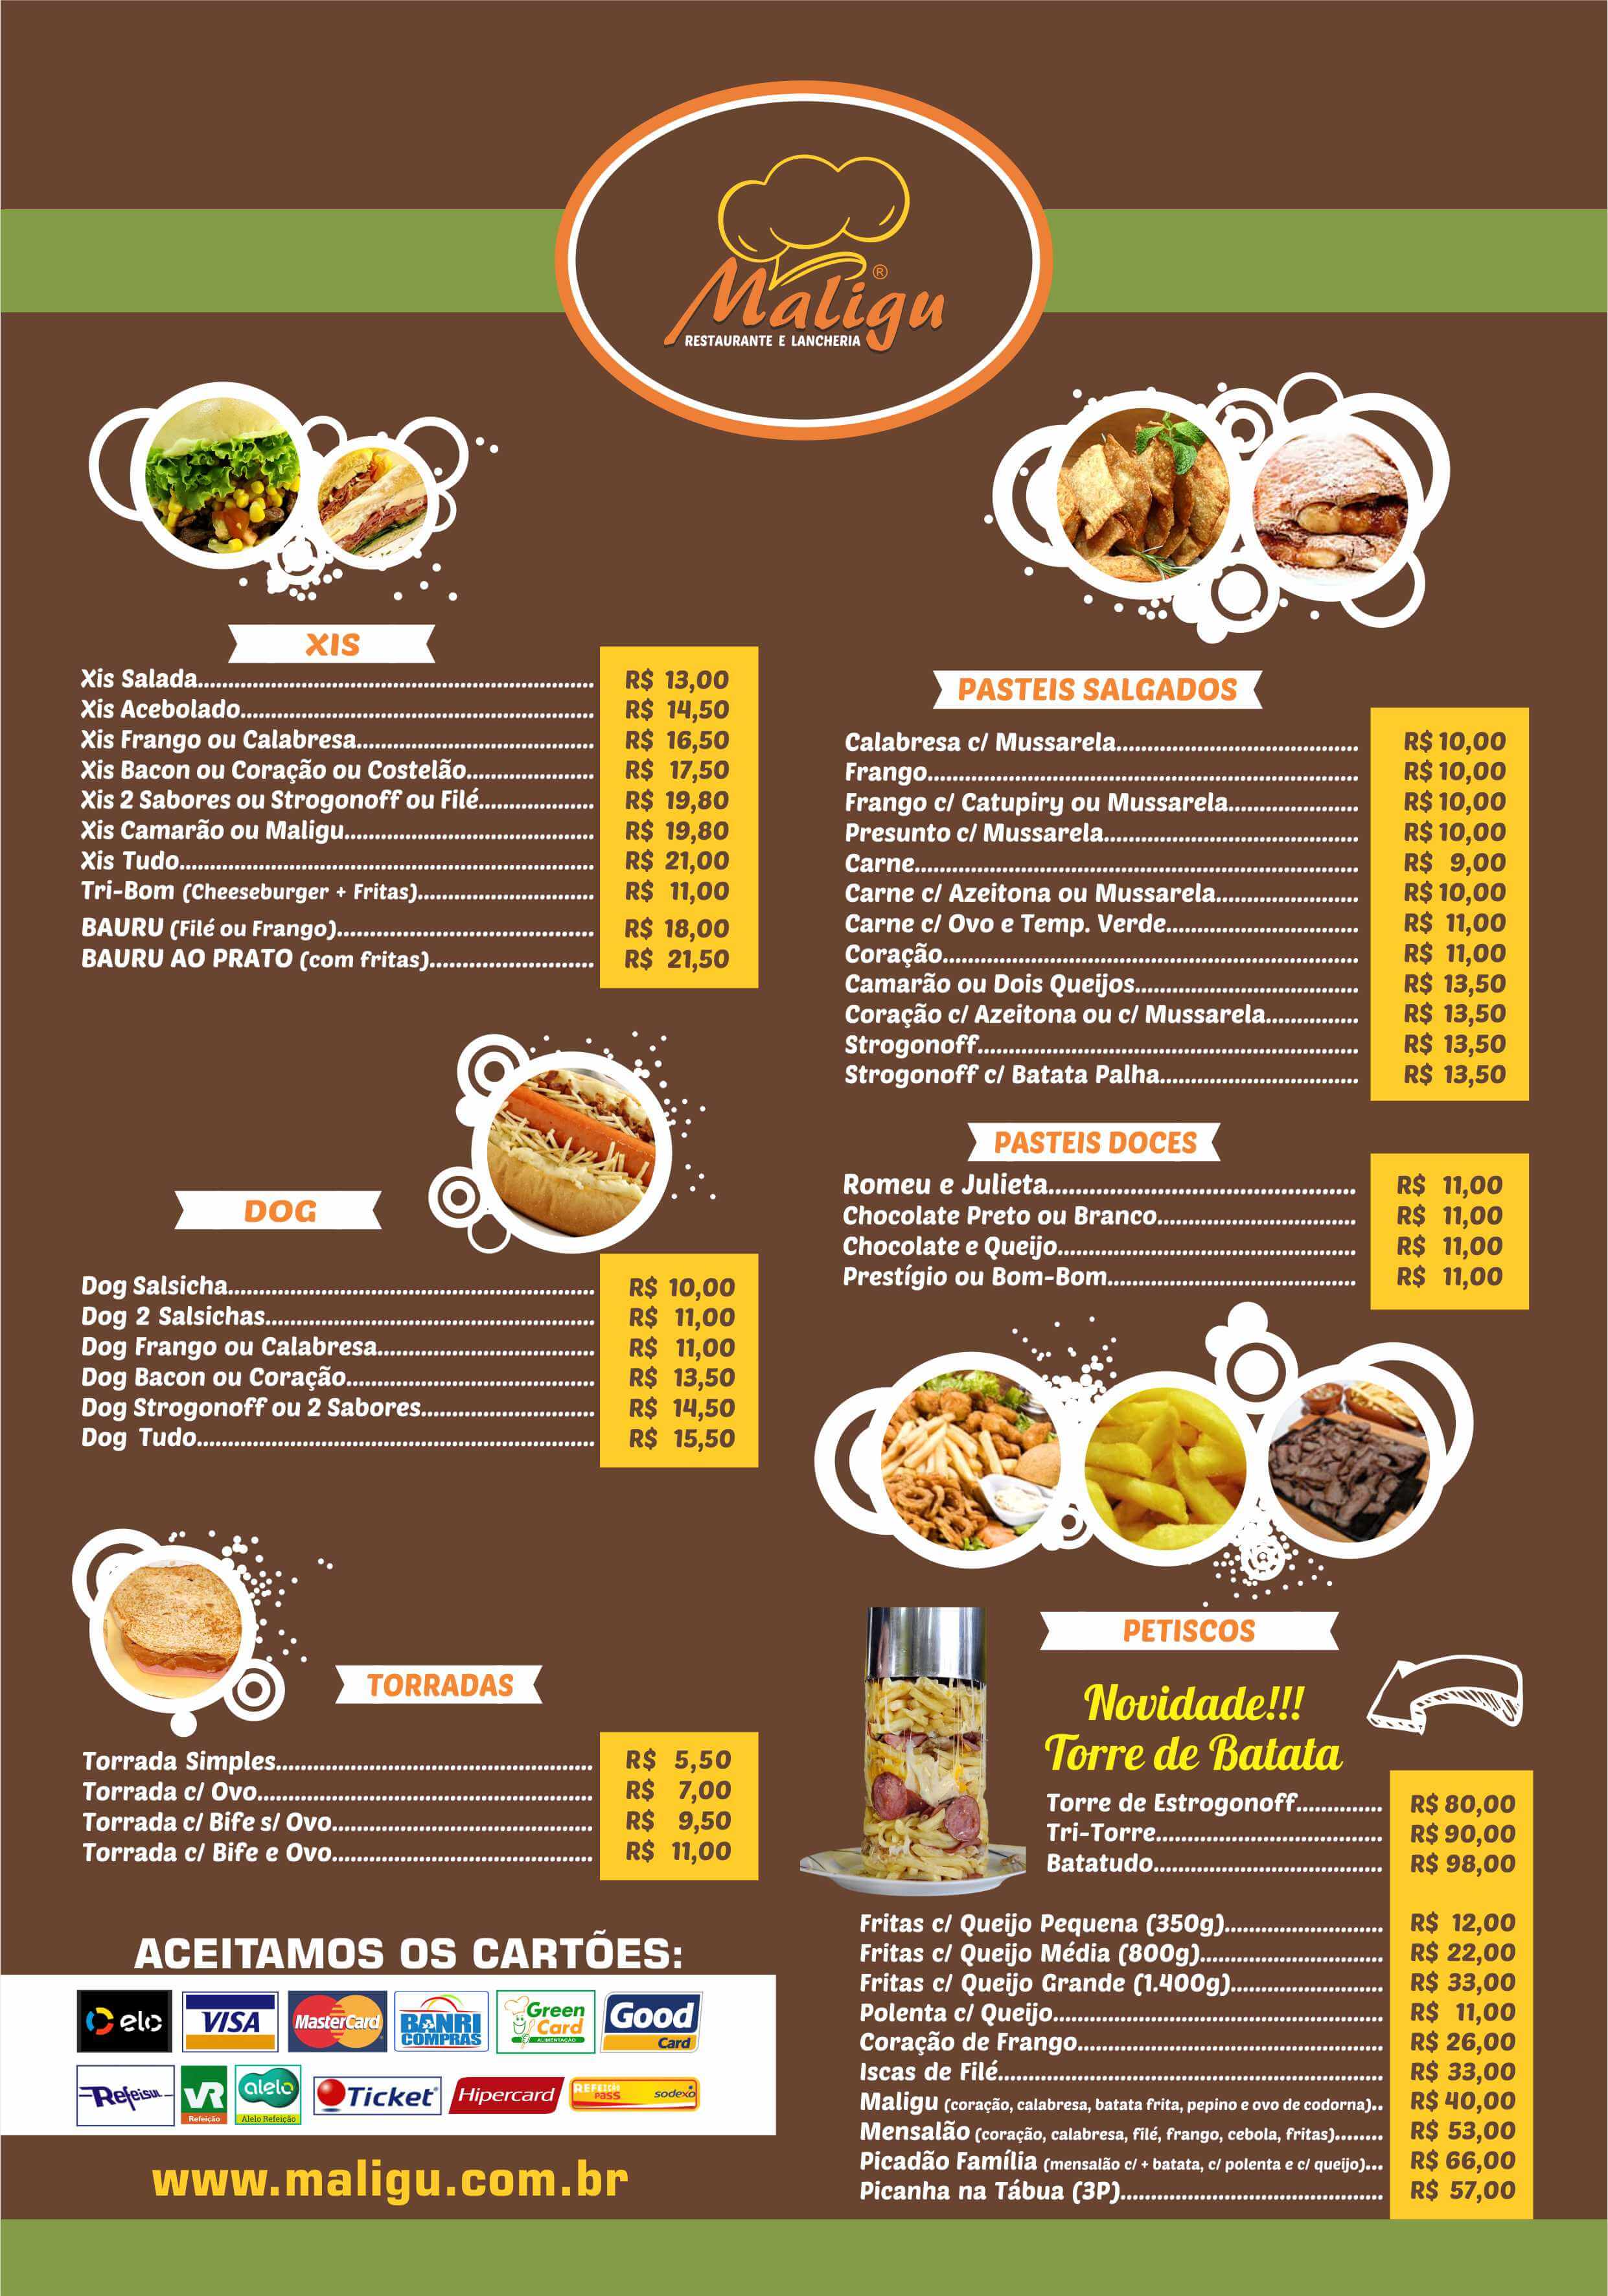 Maligu®
RESTAURANTE E LANCHERIA
XIS
Xis Salada R$ 13,00
Xis Acebolado R$ 14,50
Xis Frango ou Calabresa R$ 16,50
Xis Bacon ou Coração ou Costelão R$ 17,50
Xis 2 Sabores ou Strogonoff ou Filé R$ 19,80
Xis Camarão ou Maligu R$ 19,80
Xis Tudo R$ 21,00
Tri-Bom (Cheeseburger + Fritas) R$ 11,00
BAURU (Filé ou Frango) R$ 18,00
BAURU AO PRATO (com fritas) R$ 21,50
DOG
Dog Salsicha R$ 10,00
Dog 2 Salsichas R$ 11,00
Dog Frango ou Calabresa R$ 11,00
Dog Bacon ou Coração R$ 13,50
Dog Strogonoff ou 2 Sabores R$ 14,50
Dog Tudo R$ 15,50
TORRADAS
Torrada Simples R$ 5,50
Torrada c/ Ovo R$ 7,00
Torrada c/ Bife s/ Ovo R$ 9,50
Torrada c/ Bife e Ovo R$ 11,00
ACEITAMOS OS CARTÕES:
elo VISA MasterCard BANRI COMPRAS Green Card ALIMENTAÇÃO Good Card
Refeisul VR Refeição alelo Alelo Refeição Ticket Hipercard REFEIÇÃO PASS sodexo
www.maligu.com.br
PASTEIS SALGADOS
Calabresa c/ Mussarela R$ 10,00
Frango R$ 10,00
Frango c/ Catupiry ou Mussarela R$ 10,00
Presunto c/ Mussarela R$ 10,00
Carne R$ 9,00
Carne c/ Azeitona ou Mussarela R$ 10,00
Carne c/ Ovo e Temp. Verde R$ 11,00
Coração R$ 11,00
Camarão ou Dois Queijos R$ 13,50
Coração c/ Azeitona ou c/ Mussarela R$ 13,50
Strogonoff R$ 13,50
Strogonoff c/ Batata Palha R$ 13,50
PASTEIS DOCES
Romeu e Julieta R$ 11,00
Chocolate Preto ou Branco R$ 11,00
Chocolate e Queijo R$ 11,00
Prestígio ou Bom-Bom R$ 11,00
PETISCOS
Novidade!!!
Torre de Batata
Torre de Estrogonoff R$ 80,00
Tri-Torre R$ 90,00
Batatudo R$ 98,00
Fritas c/ Queijo Pequena (350g) R$ 12,00
Fritas c/ Queijo Média (800g) R$ 22,00
Fritas c/ Queijo Grande (1.400g) R$ 33,00
Polenta c/ Queijo R$ 11,00
Coração de Frango R$ 26,00
Iscas de Filé R$ 33,00
Maligu (coração, calabresa, batata frita, pepino e ovo de codorna) R$ 40,00
Mensalão (coração, calabresa, filé, frango, cebola, fritas) R$ 53,00
Picadão Família (mensalão c/ + batata, c/ polenta e c/ queijo) R$ 66,00
Picanha na Tábua (3P) R$ 57,00